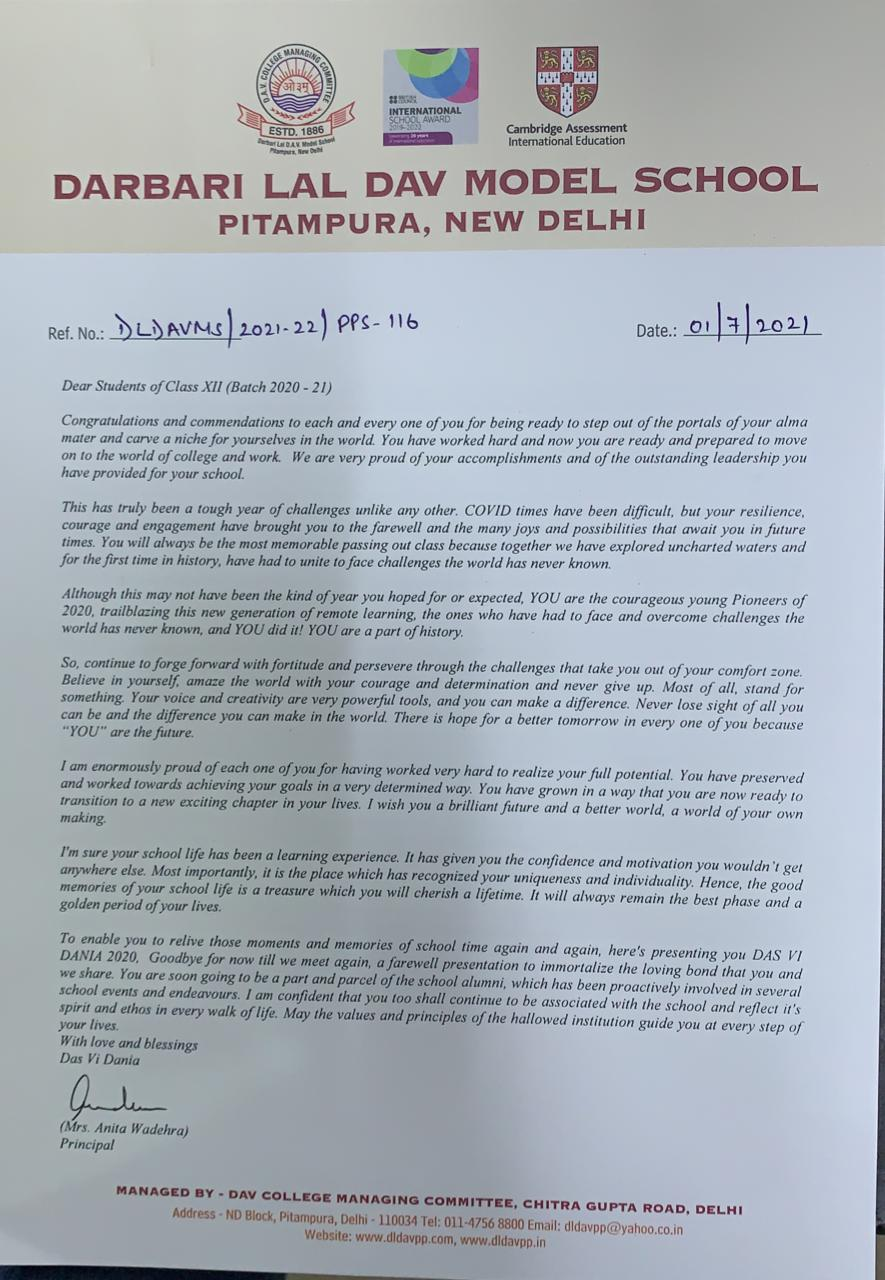 D.A.V. COLLEGE MANAGING COMMITTEE
ओ३म्
ESTD. 1886
Darbari Lal D.A.V. Model School
Pitampura, New Delhi
BRITISH COUNCIL
INTERNATIONAL
SCHOOL AWARD
2019-2022
Cambridge Assessment
International Education
DARBARI LAL DAV MODEL SCHOOL
PITAMPURA, NEW DELHI
Ref. No.: DLDAVMS/2021-22/PPS-116
Date.: 01/7/2021
Dear Students of Class XII (Batch 2020 - 21)
Congratulations and commendations to each and every one of you for being ready to step out of the portals of your alma
mater and carve a niche for yourselves in the world. You have worked hard and now you are ready and prepared to move
on to the world of college and work. We are very proud of your accomplishments and of the outstanding leadership you
have provided for your school.
This has truly been a tough year of challenges unlike any other. COVID times have been difficult, but your resilience,
courage and engagement have brought you to the farewell and the many joys and possibilities that await you in future
times. You will always be the most memorable passing out class because together we have explored uncharted waters and
for the first time in history, have had to unite to face challenges the world has never known.
Although this may not have been the kind of year you hoped for or expected, YOU are the courageous young Pioneers of
2020, trailblazing this new generation of remote learning, the ones who have had to face and overcome challenges the
world has never known, and YOU did it! YOU are a part of history.
So, continue to forge forward with fortitude and persevere through the challenges that take you out of your comfort zone.
Believe in yourself, amaze the world with your courage and determination and never give up. Most of all, stand for
something. Your voice and creativity are very powerful tools, and you can make a difference. Never lose sight of all you
can be and the difference you can make in the world. There is hope for a better tomorrow in every one of you because
“YOU” are the future.
I am enormously proud of each one of you for having worked very hard to realize your full potential. You have preserved
and worked towards achieving your goals in a very determined way. You have grown in a way that you are now ready to
transition to a new exciting chapter in your lives. I wish you a brilliant future and a better world, a world of your own
making.
I'm sure your school life has been a learning experience. It has given you the confidence and motivation you wouldn't get
anywhere else. Most importantly, it is the place which has recognized your uniqueness and individuality. Hence, the good
memories of your school life is a treasure which you will cherish a lifetime. It will always remain the best phase and a
golden period of your lives.
To enable you to relive those moments and memories of school time again and again, here's presenting you DAS VI
DANIA 2020, Goodbye for now till we meet again, a farewell presentation to immortalize the loving bond that you and
we share. You are soon going to be a part and parcel of the school alumni, which has been proactively involved in several
school events and endeavours. I am confident that you too shall continue to be associated with the school and reflect it's
spirit and ethos in every walk of life. May the values and principles of the hallowed institution guide you at every step of
your lives.
With love and blessings
Das Vi Dania
(Mrs. Anita Wadehra)
Principal
MANAGED BY - DAV COLLEGE MANAGING COMMITTEE, CHITRA GUPTA ROAD, DELHI
Address - ND Block, Pitampura, Delhi - 110034 Tel: 011-4756 8800 Email: dldavpp@yahoo.co.in
Website: www.dldavpp.com, www.dldavpp.in